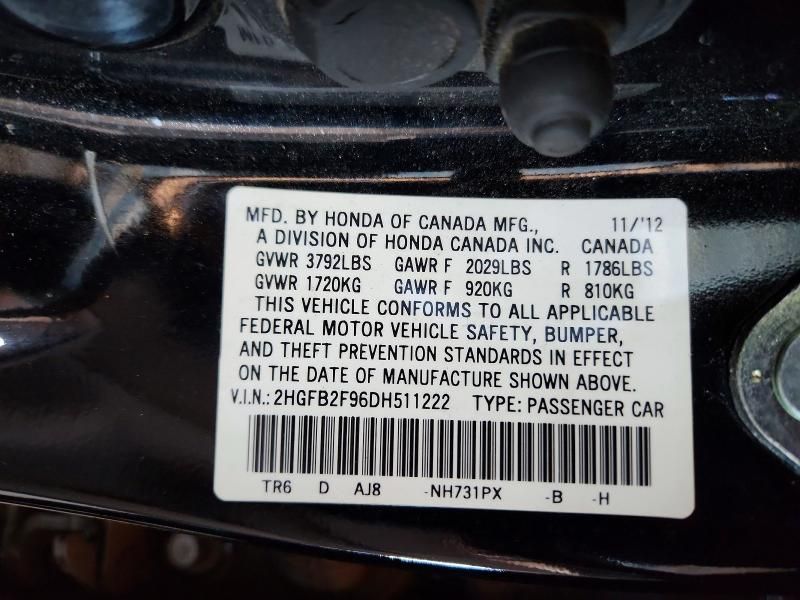 MFD. BY HONDA OF CANADA MFG., 11/'12
A DIVISION OF HONDA CANADA INC. CANADA
GVWR 3792LBS GAWR F 2029LBS R 1786LBS
GVWR 1720KG GAWR F 920KG R 810KG
THIS VEHICLE CONFORMS TO ALL APPLICABLE
FEDERAL MOTOR VEHICLE SAFETY, BUMPER,
AND THEFT PREVENTION STANDARDS IN EFFECT
ON THE DATE OF MANUFACTURE SHOWN ABOVE.
V.I.N.: 2HGFB2F96DH511222 TYPE: PASSENGER CAR
TR6 D AJ8 -NH731PX -B -H